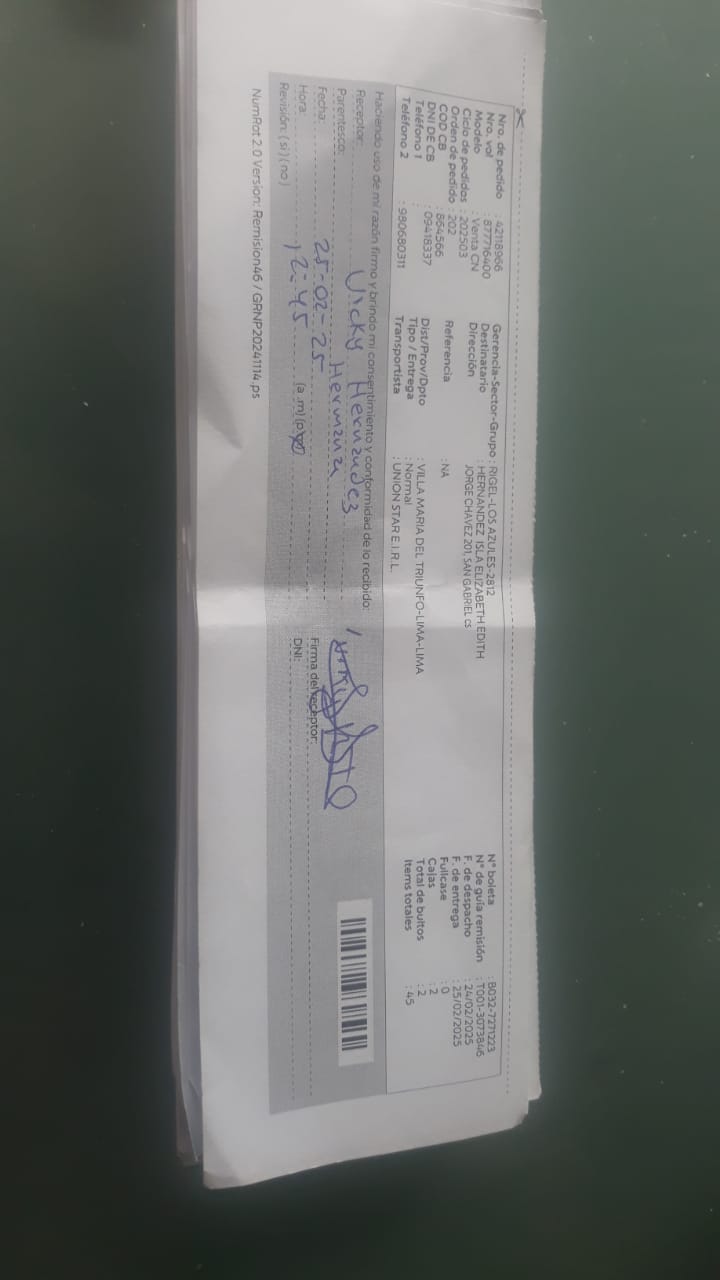 Nro. de pedido : 42118966
Nro. vol : 877716400
Modelo : Venta CN
Ciclo de pedidos : 202503
Orden de pedido : 202
COD CB : 864566
DNI DE CB : 09418337
Teléfono 1
Teléfono 2 : 980680311
Gerencia-Sector-Grupo : RIGEL-LOS AZULES-2812
Destinatario : HERNANDEZ ISLA ELIZABETH EDITH
Dirección JORGE CHAVEZ 201, SAN GABRIEL cs
Referencia : NA
Dist/Prov/Dpto : VILLA MARIA DEL TRIUNFO-LIMA-LIMA
Tipo / Entrega : Normal
Transportista : UNION STAR E.I.R.L.
N° boleta : B032-7271223
N° de guía remisión : T001-3073846
F. de despacho : 24/02/2025
F. de entrega : 25/02/2025
Fullcase : 0
Cajas : 2
Total de bultos : 2
Items totales : 45
Haciendo uso de mi razón firmo y brindo mi consentimiento y conformidad de lo recibido:
Receptor: Vicky Hernandez
Parentesco: Hermana
Fecha: 25-02-25
Hora: 12:45 (a .m) (p.m)
Revisión: ( si ) ( no )
Firma del receptor:
DNI:
NumRot 2.0 Version: Remision46 / GRNP20241114.ps